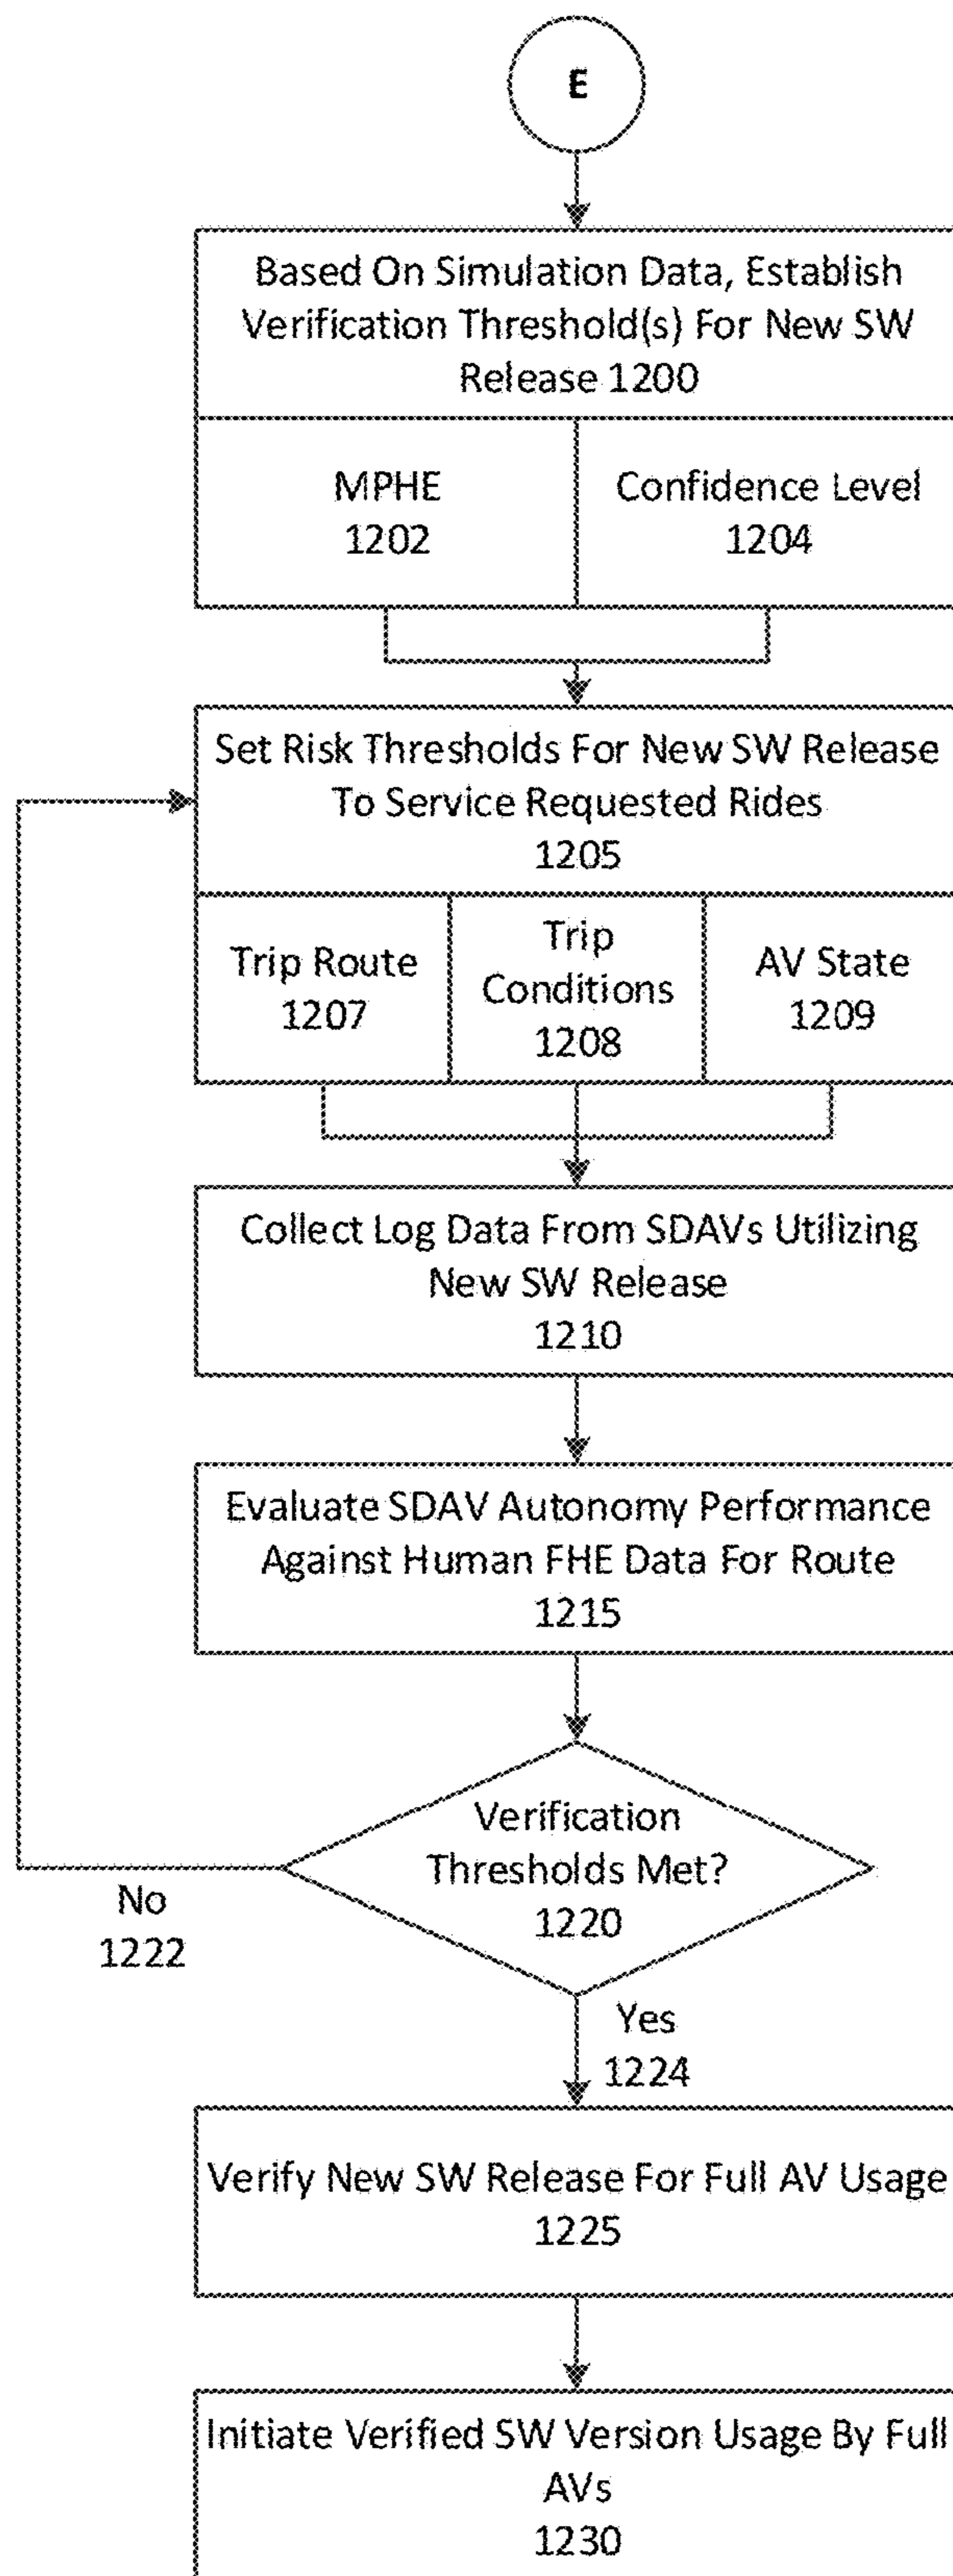 E
Based On Simulation Data, Establish
Verification Threshold(s) For New SW
Release 1200
MPHE
1202
Confidence Level
1204
Set Risk Thresholds For New SW Release
To Service Requested Rides
1205
Trip Route
1207
Trip
Conditions
1208
AV State
1209
Collect Log Data From SDAVs Utilizing
New SW Release
1210
Evaluate SDAV Autonomy Performance
Against Human FHE Data For Route
1215
Verification
Thresholds Met?
1220
No
1222
Yes
1224
Verify New SW Release For Full AV Usage
1225
Initiate Verified SW Version Usage By Full
AVs
1230